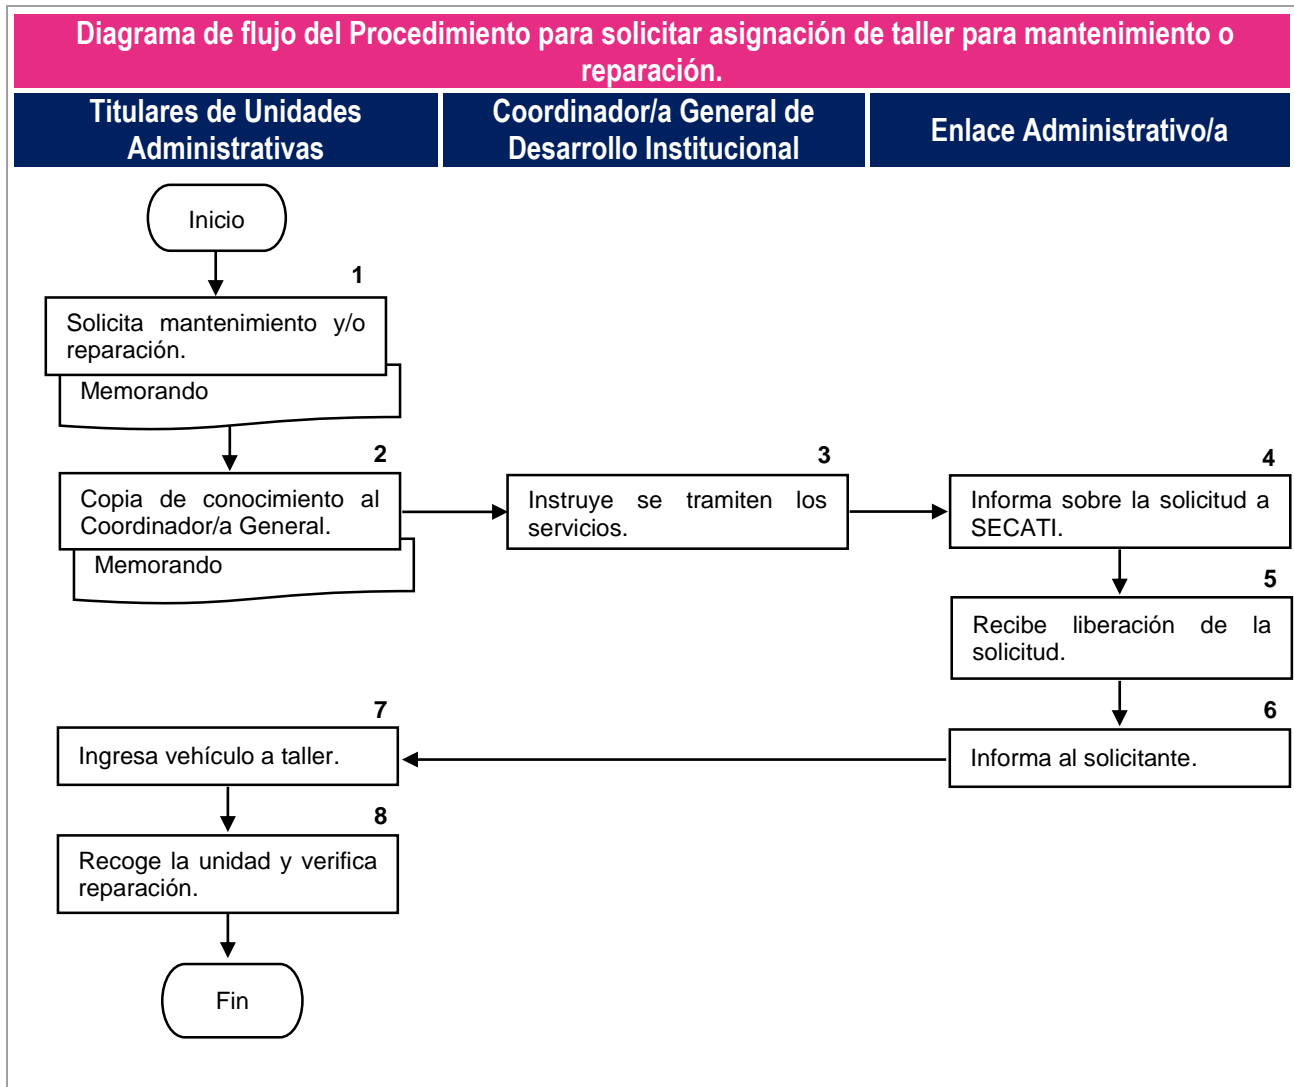 Diagrama de flujo del Procedimiento para solicitar asignación de taller para mantenimiento o
reparación.
Titulares de Unidades
Administrativas
Coordinador/a General de
Desarrollo Institucional
Enlace Administrativo/a
Inicio
1
Solicita mantenimiento y/o
reparación.
Memorando
2
Copia de conocimiento al
Coordinador/a General.
Memorando
3
Instruye se tramiten los
servicios.
4
Informa sobre la solicitud a
SECATI.
5
Recibe liberación de la
solicitud.
6
Informa al solicitante.
7
Ingresa vehículo a taller.
8
Recoge la unidad y verifica
reparación.
Fin